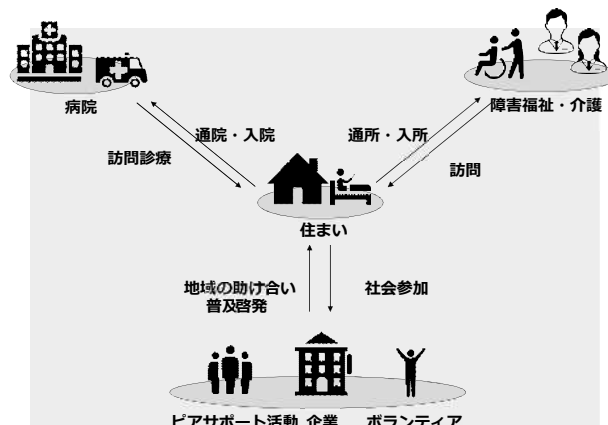 病院
障害福祉・介護
通院・入院
通所・入所
訪問診療
訪問
住まい
地域の助け合い
普及啓発
社会参加
ピアサポート活動 企業 ボランティア